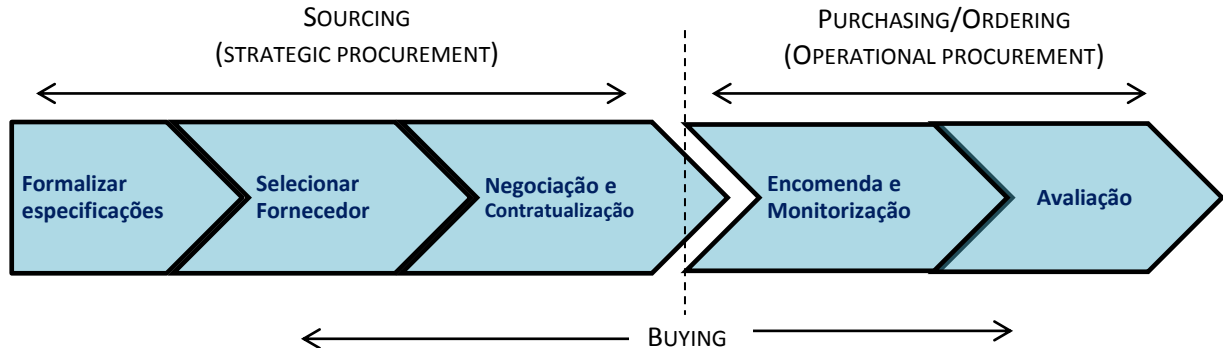 SOURCING
(STRATEGIC PROCUREMENT)
PURCHASING/ORDERING
(OPERATIONAL PROCUREMENT)
Formalizar
especificações
Selecionar
Fornecedor
Negociação e
Contratualização
Encomenda e
Monitorização
Avaliação
BUYING